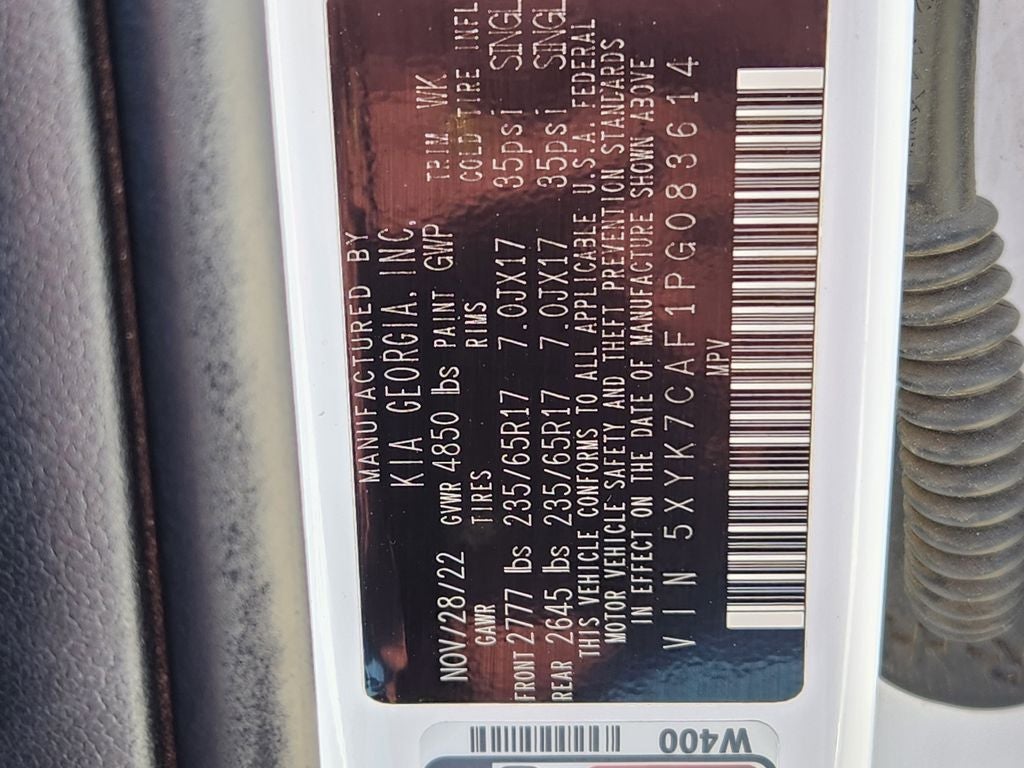 MANUFACTURED BY
KIA GEORGIA, INC.
NOV/28/22 GVWR 4850 lbs PAINT GWP TRIM WK
GAWR TIRES RIMS COLD TIRE INFL
FRONT 2777 lbs 235/65R17 7.0JX17 35psi SINGL
REAR 2645 lbs 235/65R17 7.0JX17 35psi SINGL
THIS VEHICLE CONFORMS TO ALL APPLICABLE U.S.A. FEDERAL
MOTOR VEHICLE SAFETY AND THEFT PREVENTION STANDARDS
IN EFFECT ON THE DATE OF MANUFACTURE SHOWN ABOVE
VIN 5XYK7CAF1PG083614
MPV
W400